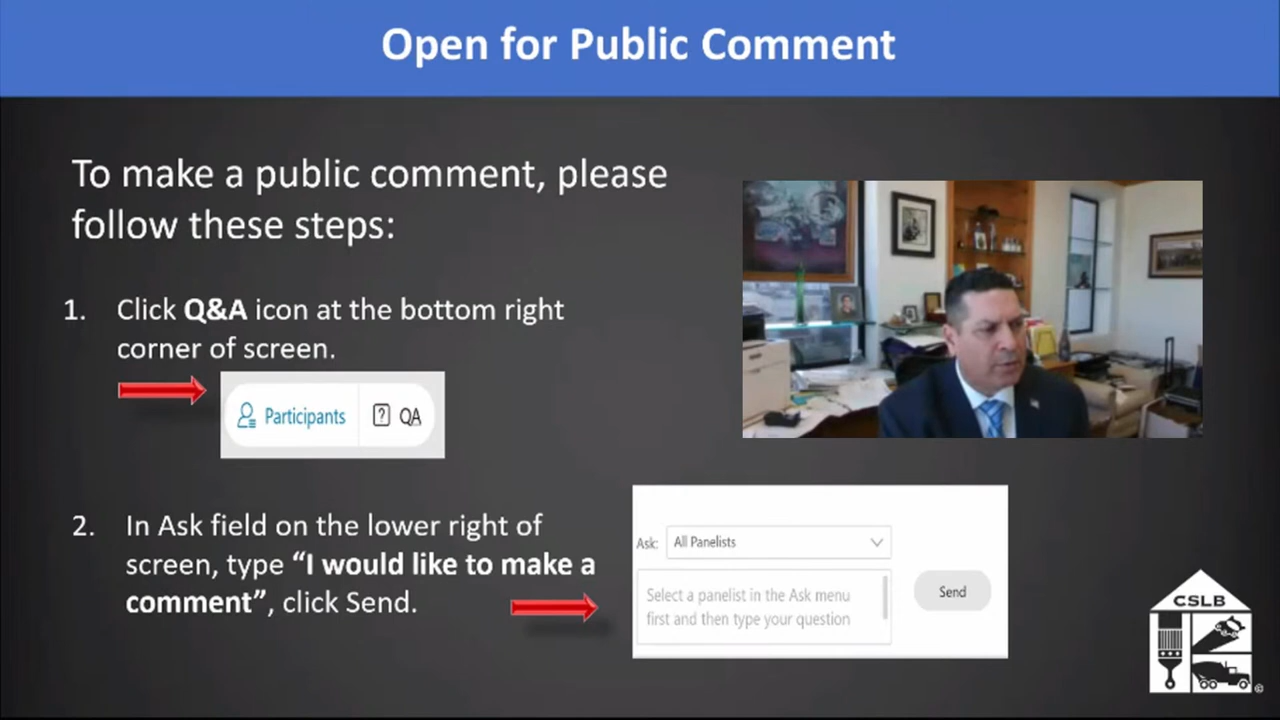 Open for Public Comment
To make a public comment, please
follow these steps:
1. Click Q&A icon at the bottom right
corner of screen.
Participants
QA
2. In Ask field on the lower right of
screen, type “I would like to make a
comment”, click Send.
Ask: All Panelists
Select a panelist in the Ask menu
first and then type your question
Send
CSLB
©